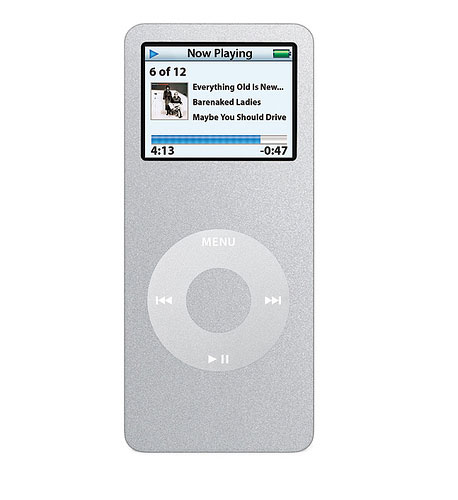 Now Playing
6 of 12
Everything Old Is New...
Barenaked Ladies
Maybe You Should Drive
4:13 -0:47
MENU